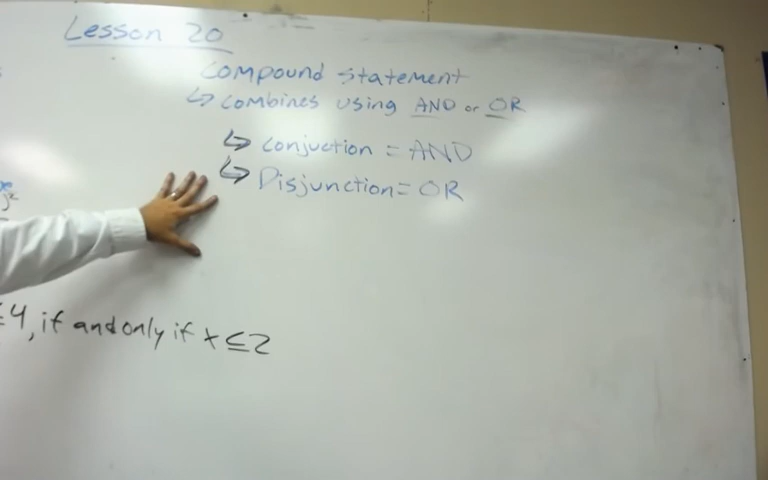 Lesson 20
Compound statement
↳ combines using AND or OR
↳ Conjuction = AND
↳ Disjunction = OR
4, if and only if x ≤ 2